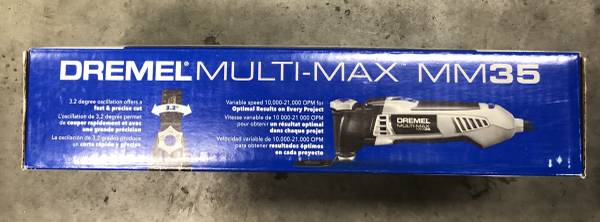 DREMEL® MULTI-MAX™ MM35
3.2 degree oscillation offers a
fast & precise cut
L'oscillation de 3,2 degrés permet
de couper rapidement et avec
une grande précision
La oscilación de 3,2 grados produce
un corte rápido y preciso
3.2°
Variable speed 10,000-21,000 OPM for
Optimal Results on Every Project
Vitesse variable de 10 000-21 000 OPM
pour obtenir un résultat optimal
dans chaque projet
Velocidad variable de 10,000-21,000 OPM
para obtener resultados óptimos
en cada proyecto
DREMEL
MULTI-MAX